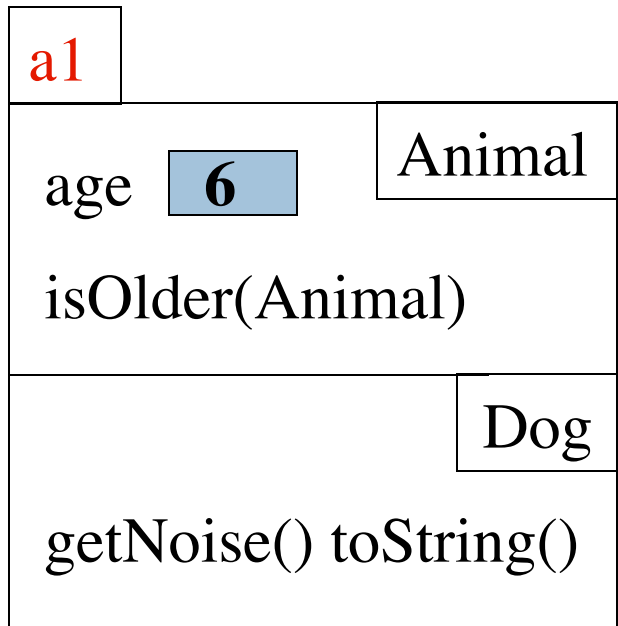 a1
Animal
age 6
isOlder(Animal)
Dog
getNoise() toString()